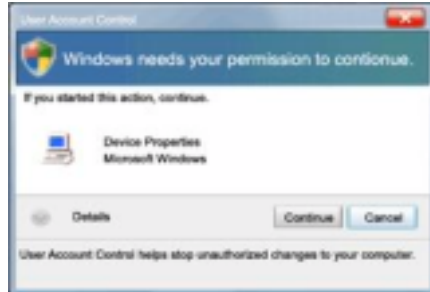 User Account Control
Windows needs your permission to contionue.
If you started this action, continue.
Device Properties
Microsoft Windows
Details
Continue
Cancel
User Account Control helps stop unauthorized changes to your computer.